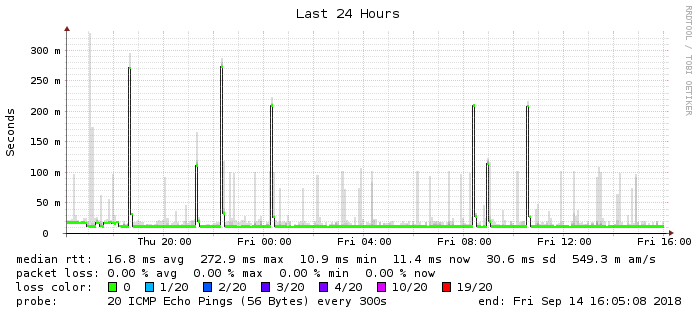 Last 24 Hours
RRDTOOL / TOBI OETIKER
Seconds
300 m
250 m
200 m
150 m
100 m
50 m
0
Thu 20:00 Fri 00:00 Fri 04:00 Fri 08:00 Fri 12:00 Fri 16:00
median rtt: 16.8 ms avg 272.9 ms max 10.9 ms min 11.4 ms now 30.6 ms sd 549.3 m am/s
packet loss: 0.00 % avg 0.00 % max 0.00 % min 0.00 % now
loss color: 0 1/20 2/20 3/20 4/20 10/20 19/20
probe: 20 ICMP Echo Pings (56 Bytes) every 300s end: Fri Sep 14 16:05:08 2018